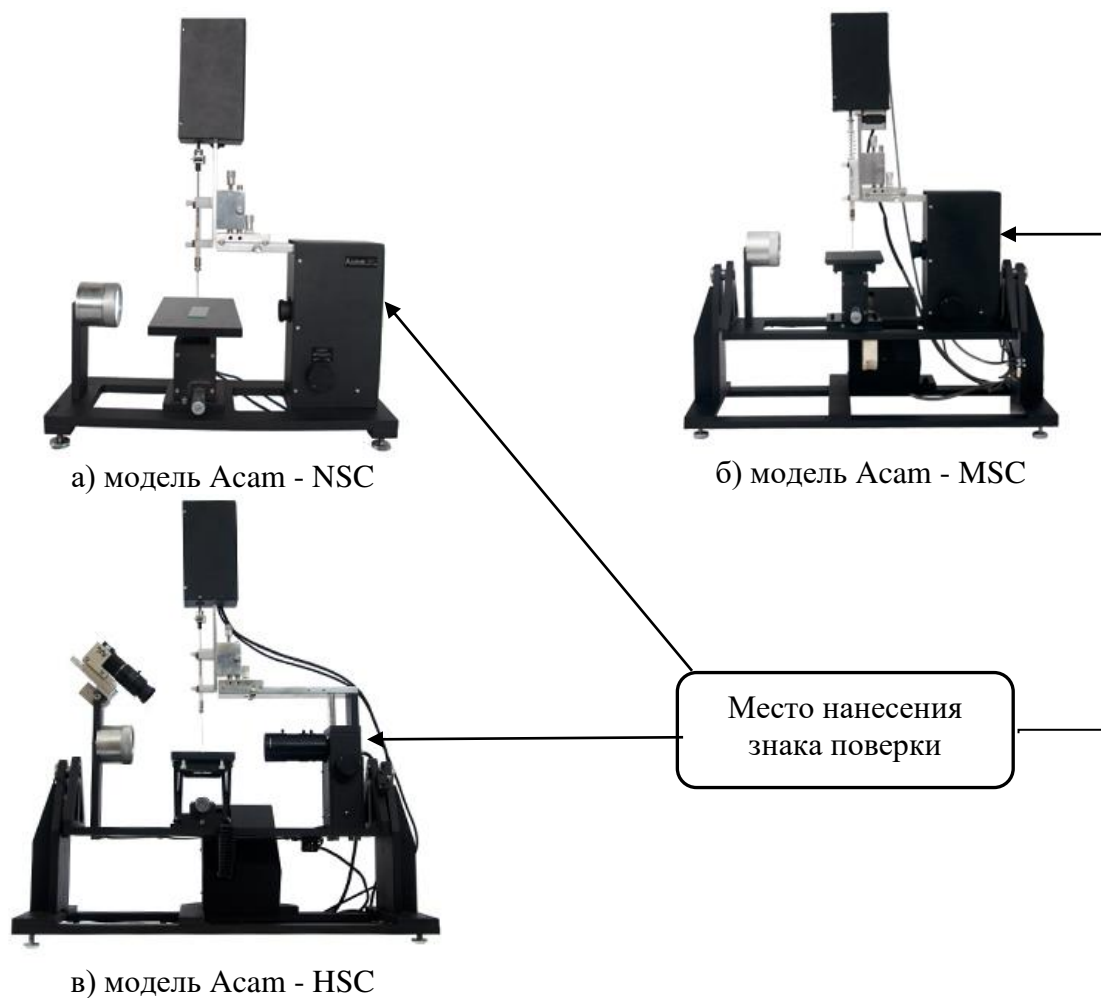 а) модель Acam - NSC
б) модель Acam - MSC
Место нанесения
знака поверки
в) модель Acam - HSC